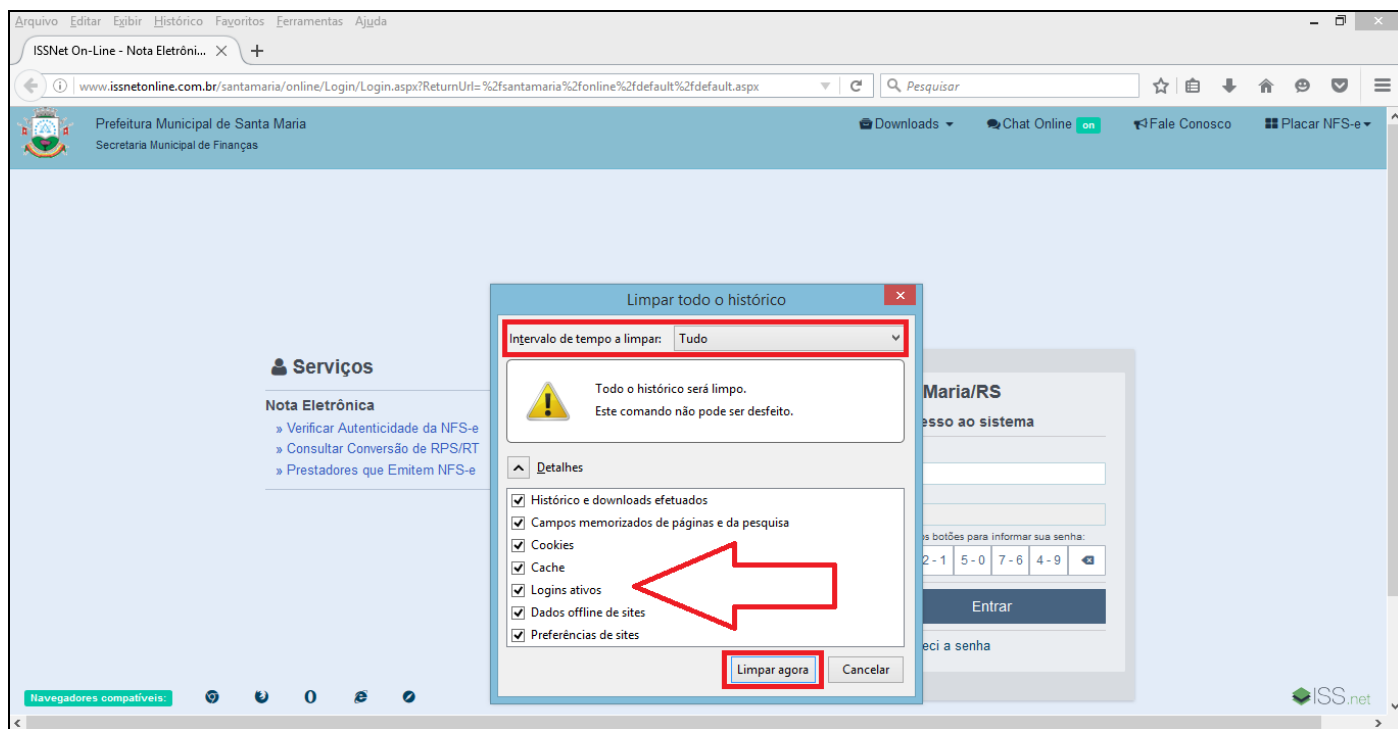 Arquivo Editar Exibir Histórico Favoritos Ferramentas Ajuda
ISSNet On-Line - Nota Eletrôni...
www.issnetonline.com.br/santamaria/online/Login/Login.aspx?ReturnUrl=%2fsantamaria%2fonline%2fdefault%2fdefault.aspx
Pesquisar
Prefeitura Municipal de Santa Maria
Secretaria Municipal de Finanças
Downloads
Chat Online on
Fale Conosco
Placar NFS-e
Limpar todo o histórico
Intervalo de tempo a limpar: Tudo
Todo o histórico será limpo.
Este comando não pode ser desfeito.
Detalhes
Histórico e downloads efetuados
Campos memorizados de páginas e da pesquisa
Cookies
Cache
Logins ativos
Dados offline de sites
Preferências de sites
Limpar agora
Cancelar
Serviços
Nota Eletrônica
» Verificar Autenticidade da NFS-e
» Consultar Conversão de RPS/RT
» Prestadores que Emitem NFS-e
Maria/RS
esso ao sistema
os botões para informar sua senha:
2 - 1 5 - 0 7 - 6 4 - 9
Entrar
eci a senha
Navegadores compatíveis:
ISS.net